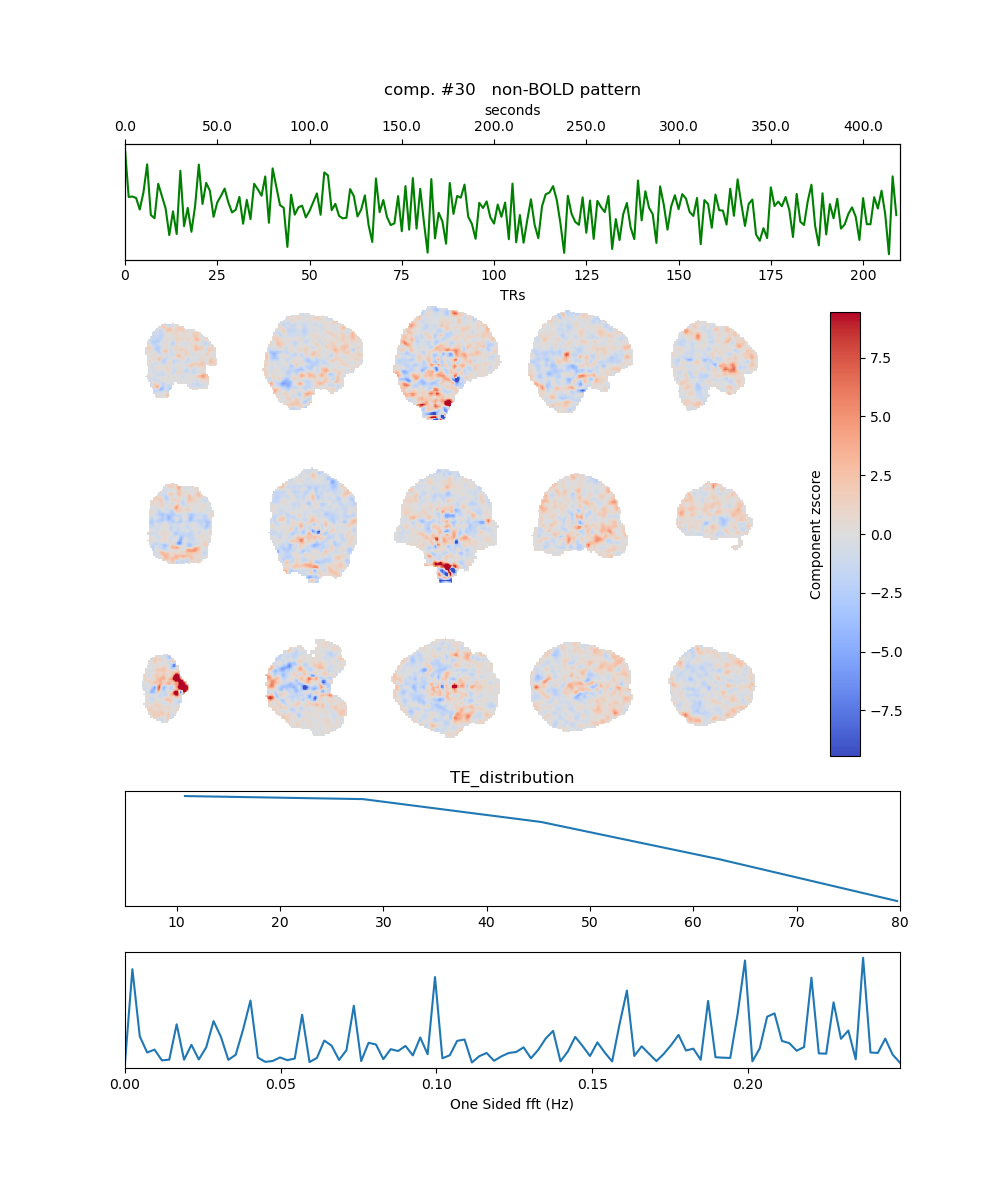 comp. #30   non-BOLD pattern
seconds
0.0 50.0 100.0 150.0 200.0 250.0 300.0 350.0 400.0
0 25 50 75 100 125 150 175 200
TRs
7.5
5.0
2.5
0.0
−2.5
−5.0
−7.5
Component zscore
TE_distribution
10 20 30 40 50 60 70 80
0.00 0.05 0.10 0.15 0.20
One Sided fft (Hz)